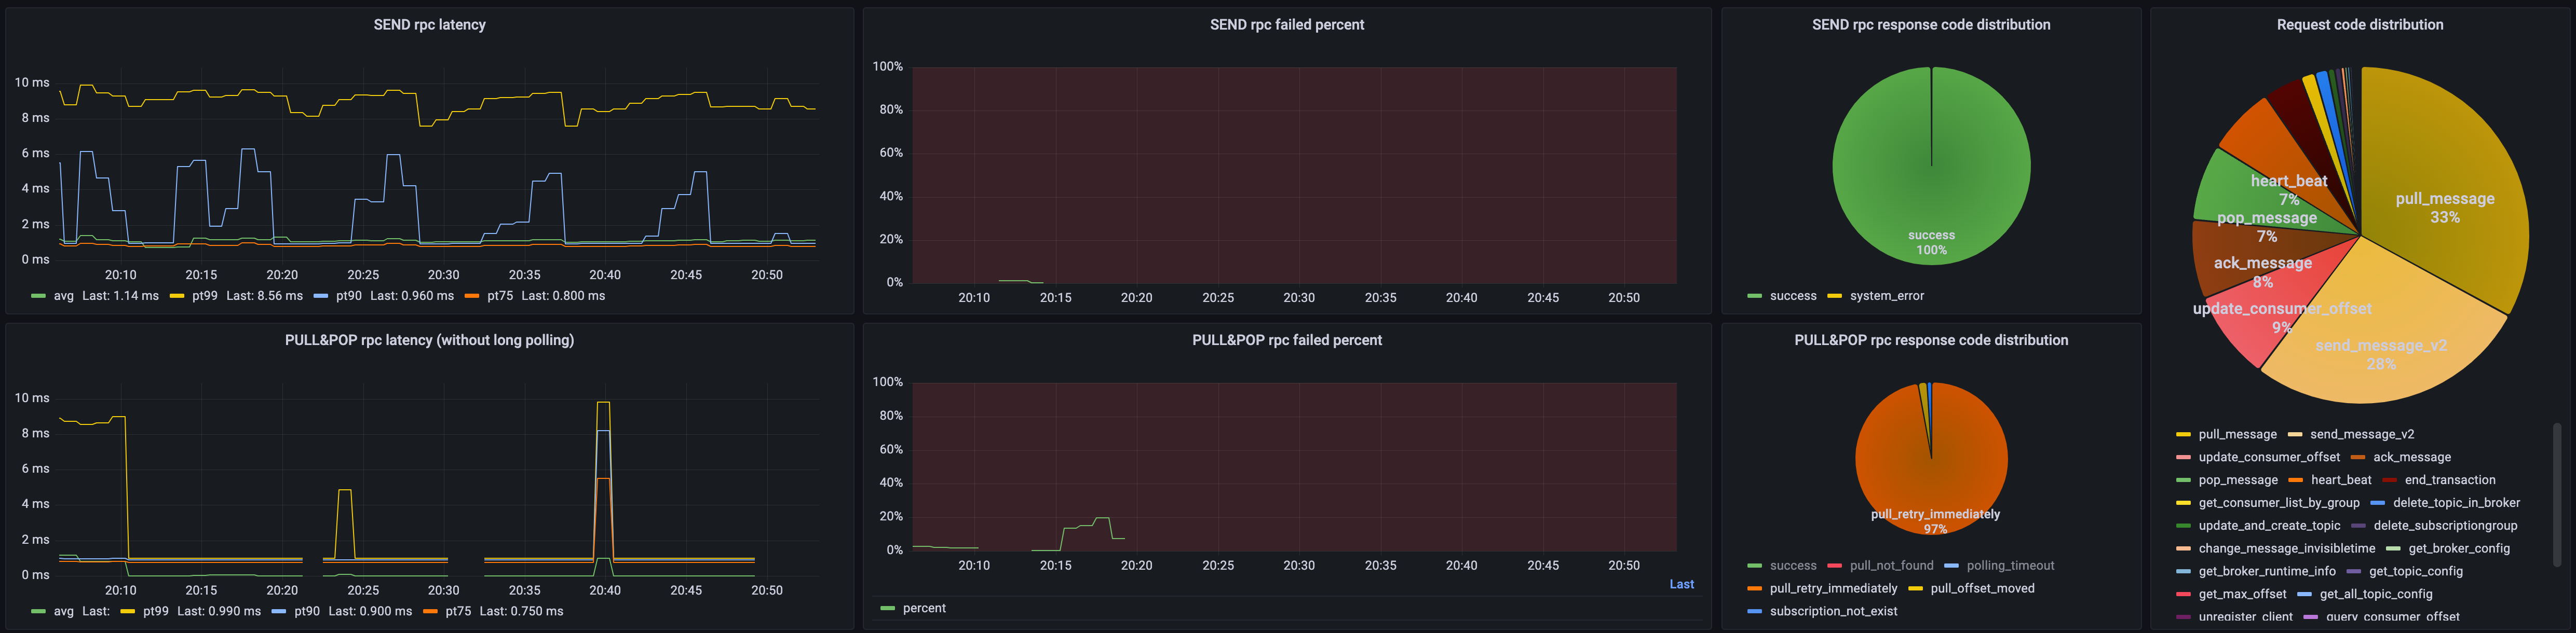 SEND rpc latency
10 ms
8 ms
6 ms
4 ms
2 ms
0 ms
20:10 20:15 20:20 20:25 20:30 20:35 20:40 20:45 20:50
avg Last: 1.14 ms pt99 Last: 8.56 ms pt90 Last: 0.960 ms pt75 Last: 0.800 ms
SEND rpc failed percent
100%
80%
60%
40%
20%
0%
20:10 20:15 20:20 20:25 20:30 20:35 20:40 20:45 20:50
SEND rpc response code distribution
success
100%
success system_error
Request code distribution
pull_message
33%
heart_beat
7%
pop_message
7%
ack_message
8%
update_consumer_offset
9%
send_message_v2
28%
pull_message send_message_v2
update_consumer_offset ack_message
pop_message heart_beat end_transaction
get_consumer_list_by_group delete_topic_in_broker
update_and_create_topic delete_subscriptiongroup
change_message_invisibletime get_broker_config
get_broker_runtime_info get_topic_config
get_max_offset get_all_topic_config
unregister_client query_consumer_offset
PULL&POP rpc latency (without long polling)
10 ms
8 ms
6 ms
4 ms
2 ms
0 ms
20:10 20:15 20:20 20:25 20:30 20:35 20:40 20:45 20:50
avg Last: pt99 Last: 0.990 ms pt90 Last: 0.900 ms pt75 Last: 0.750 ms
PULL&POP rpc failed percent
100%
80%
60%
40%
20%
0%
20:10 20:15 20:20 20:25 20:30 20:35 20:40 20:45 20:50
Last
percent
PULL&POP rpc response code distribution
pull_retry_immediately
97%
success pull_not_found polling_timeout
pull_retry_immediately pull_offset_moved
subscription_not_exist